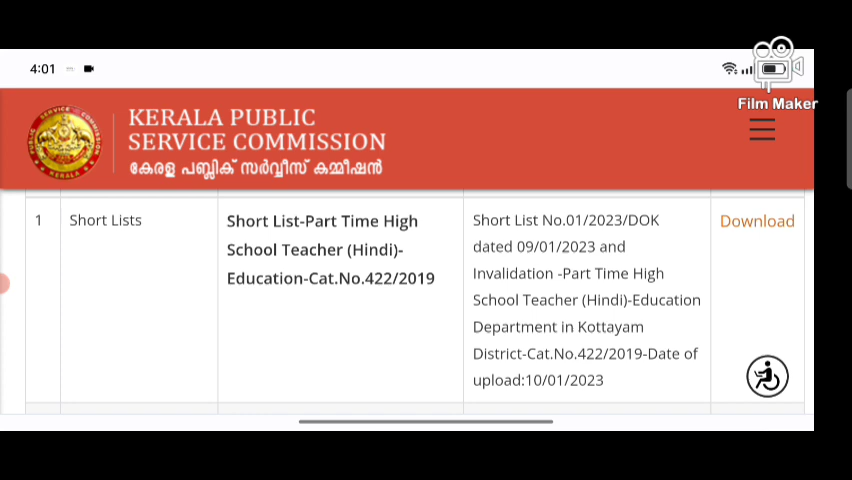 4:01
Film Maker
KERALA PUBLIC
SERVICE COMMISSION
കേരള പബ്ലിക് സർവ്വീസ് കമ്മീഷൻ
1
Short Lists
Short List-Part Time High
School Teacher (Hindi)-
Education-Cat.No.422/2019
Short List No.01/2023/DOK
dated 09/01/2023 and
Invalidation -Part Time High
School Teacher (Hindi)-Education
Department in Kottayam
District-Cat.No.422/2019-Date of
upload:10/01/2023
Download